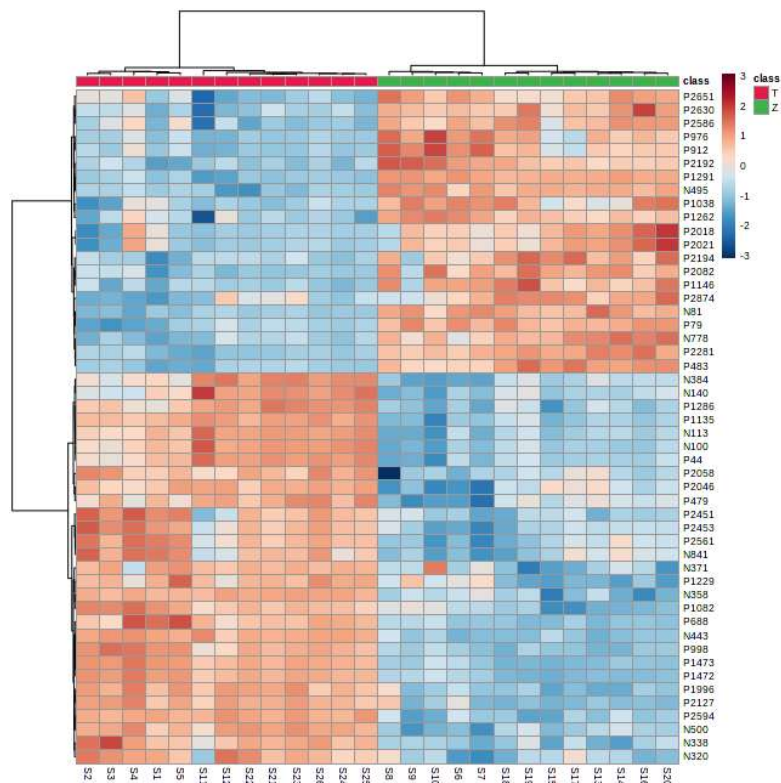 class
class
T
Z
3
2
1
0
-1
-2
-3
P2651
P2630
P2586
P976
P912
P2192
P1291
N495
P1038
P1262
P2018
P2021
P2194
P2082
P1146
P2874
N81
P79
N778
P2281
P483
N384
N140
P1286
P1135
N113
N100
P44
P2058
P2046
P479
P2451
P2453
P2561
N841
N371
P1229
N358
P1082
P688
N443
P998
P1473
P1472
P1996
P2127
P2594
N500
N338
N320
S2
S3
S4
S1
S5
S8
S9
S6
S7